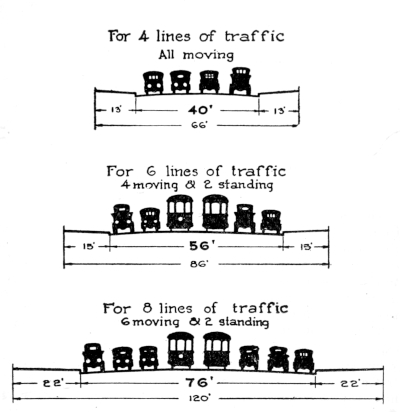 For 4 lines of traffic
All moving
13' 40' 13'
66'
For 6 lines of traffic
4 moving & 2 standing
15' 56' 15'
86'
For 8 lines of traffic
6 moving & 2 standing
22' 76' 22'
120'